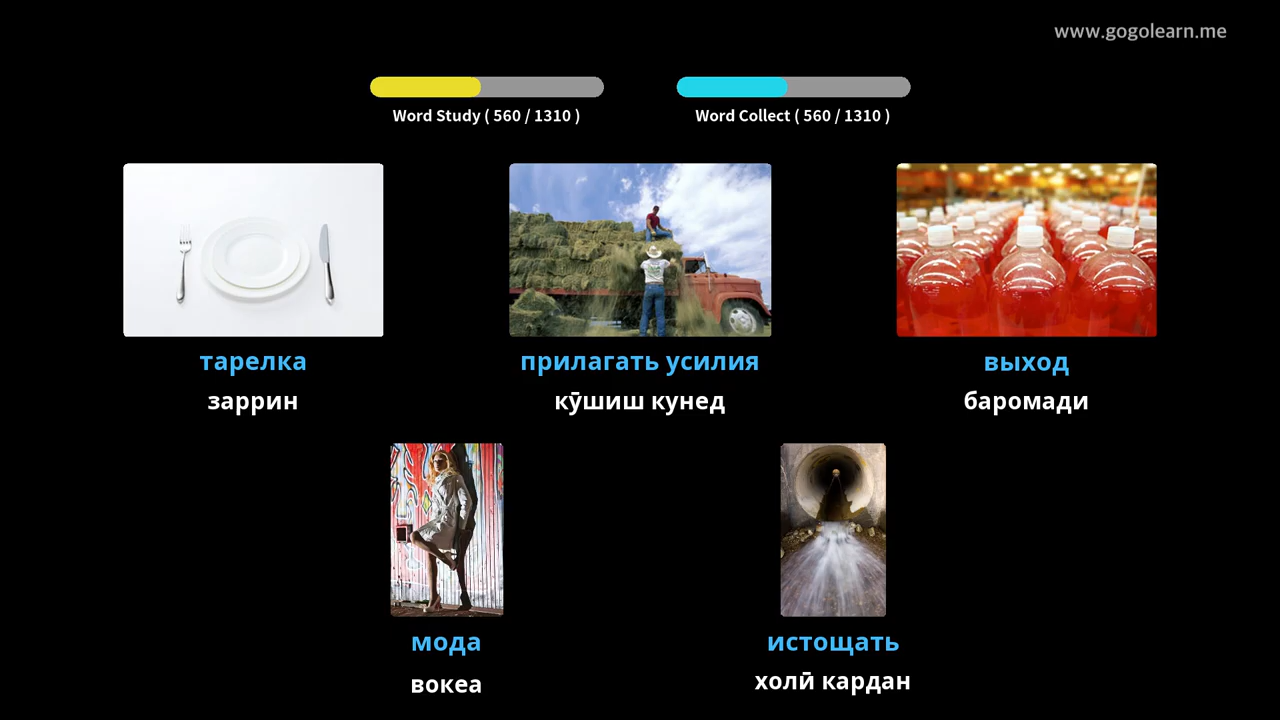 www.gogolearn.me
Word Study ( 560 / 1310 )
Word Collect ( 560 / 1310 )
тарелка
прилагать усилия
выход
заррин
кӯшиш кунед
баромади
мода
истощать
вокеа
холӣ кардан